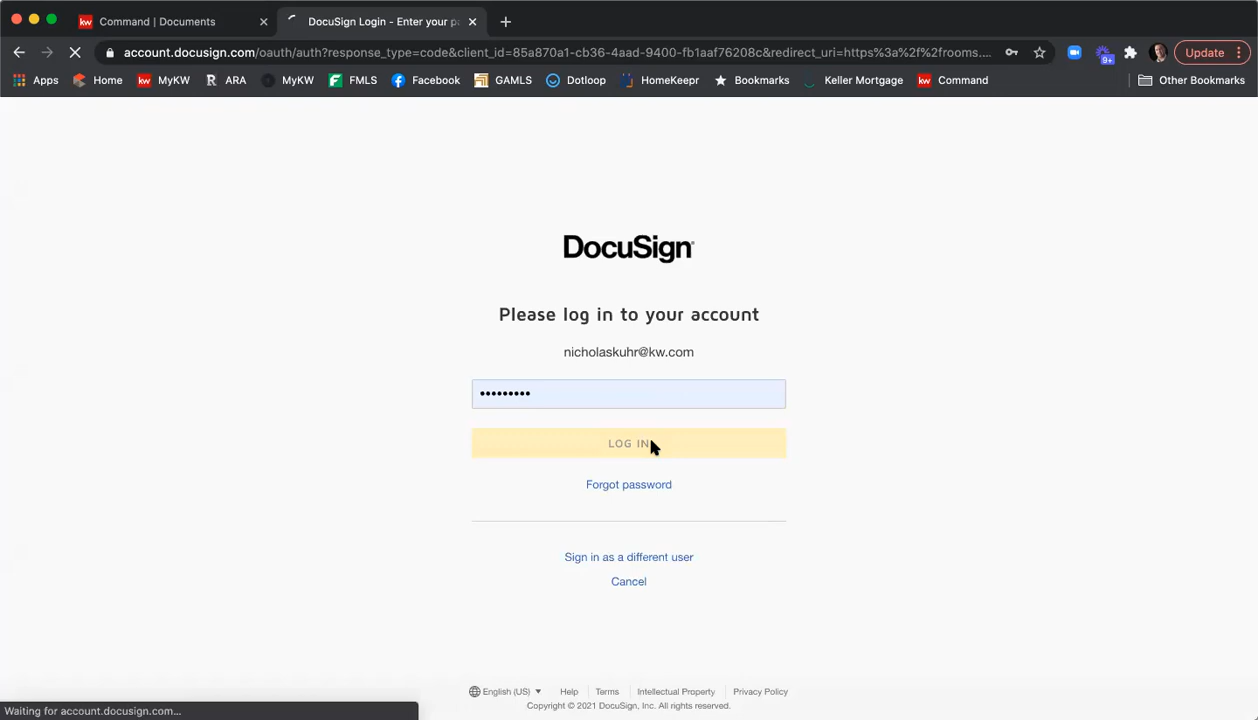 kw Command | Documents
DocuSign Login - Enter your p
account.docusign.com/oauth/auth?response_type=code&client_id=85a870a1-cb36-4aad-9400-fb1aaf76208c&redirect_uri=https%3a%2f%2frooms....
9+
Update
Apps Home kw MyKW R ARA MyKW FMLS Facebook GAMLS Dotloop HomeKeepr Bookmarks Keller Mortgage kw Command Other Bookmarks
DocuSign
Please log in to your account
nicholaskuhr@kw.com
•••••••••
LOG IN
Forgot password
Sign in as a different user
Cancel
English (US) Help Terms Intellectual Property Privacy Policy
Copyright © 2021 DocuSign, Inc. All rights reserved.
Waiting for account.docusign.com...